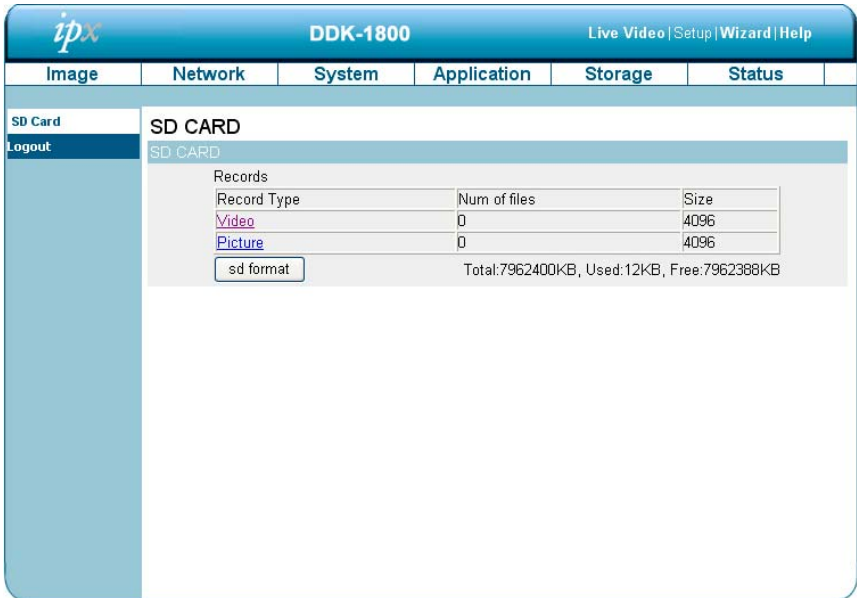 ipx DDK-1800 Live Video | Setup | Wizard | Help
Image Network System Application Storage Status
SD Card
Logout
SD CARD
SD CARD
Records
Record Type Num of files Size
Video 0 4096
Picture 0 4096
sd format Total:7962400KB, Used:12KB, Free:7962388KB